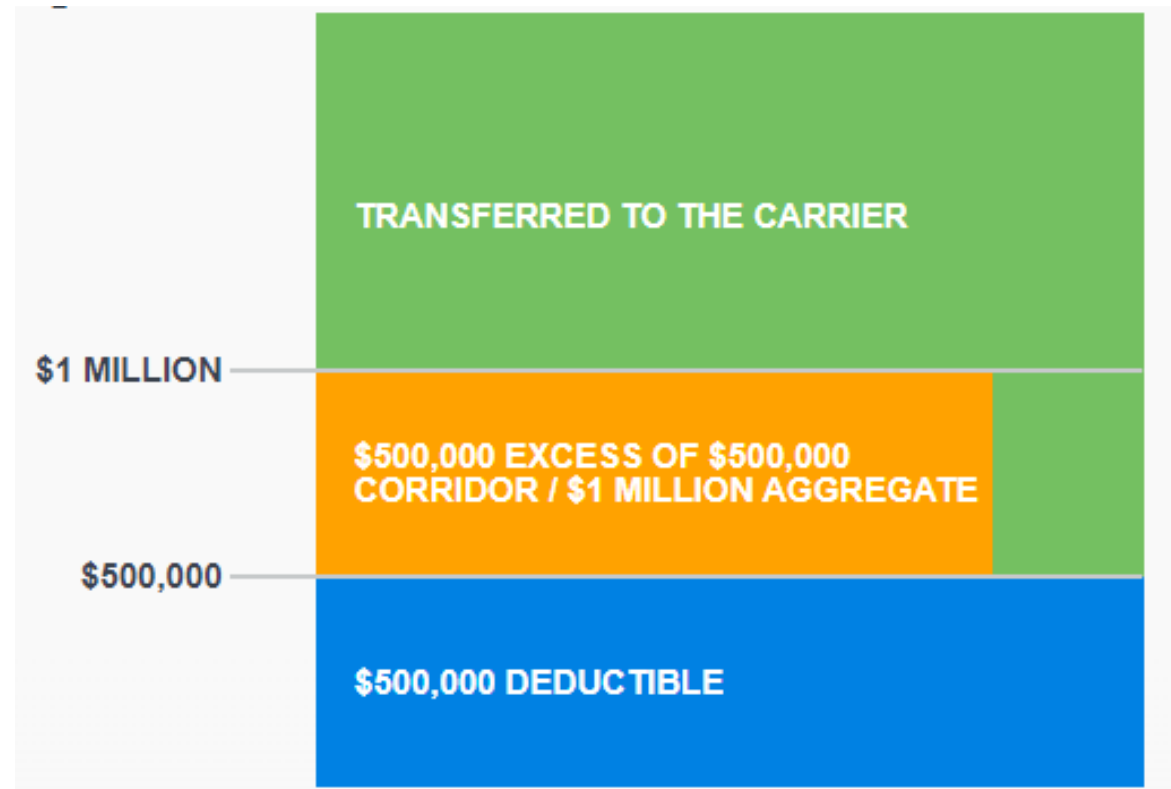 TRANSFERRED TO THE CARRIER
$1 MILLION
$500,000 EXCESS OF $500,000
CORRIDOR / $1 MILLION AGGREGATE
$500,000
$500,000 DEDUCTIBLE